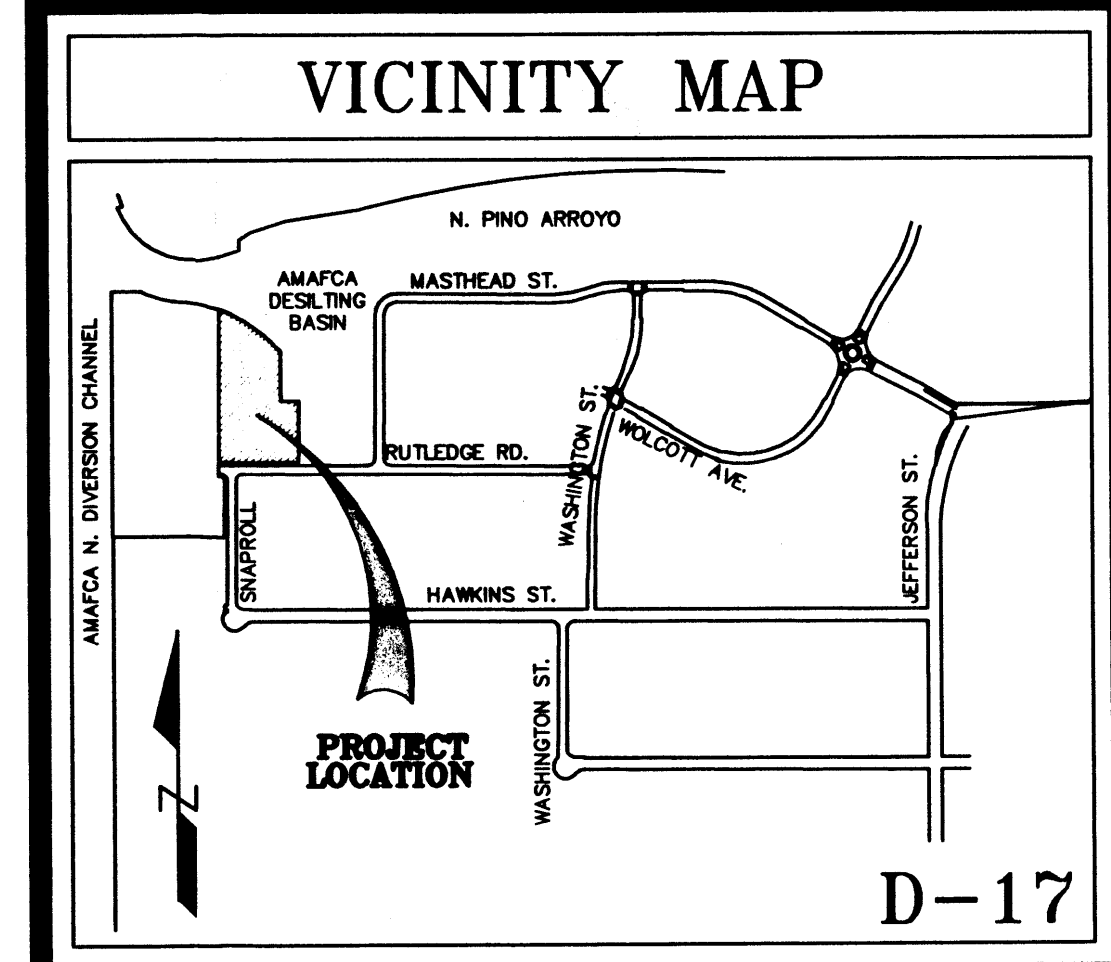 VICINITY MAP
N. PINO ARROYO
AMAFCA
DESILTING
BASIN
MASTHEAD ST.
AMAFCA N. DIVERSION CHANNEL
RUTLEDGE RD.
WASHINGTON ST.
WOLCOTT AVE.
JEFFERSON ST.
SNAPROLL
HAWKINS ST.
WASHINGTON ST.
PROJECT
LOCATION
N
D-17